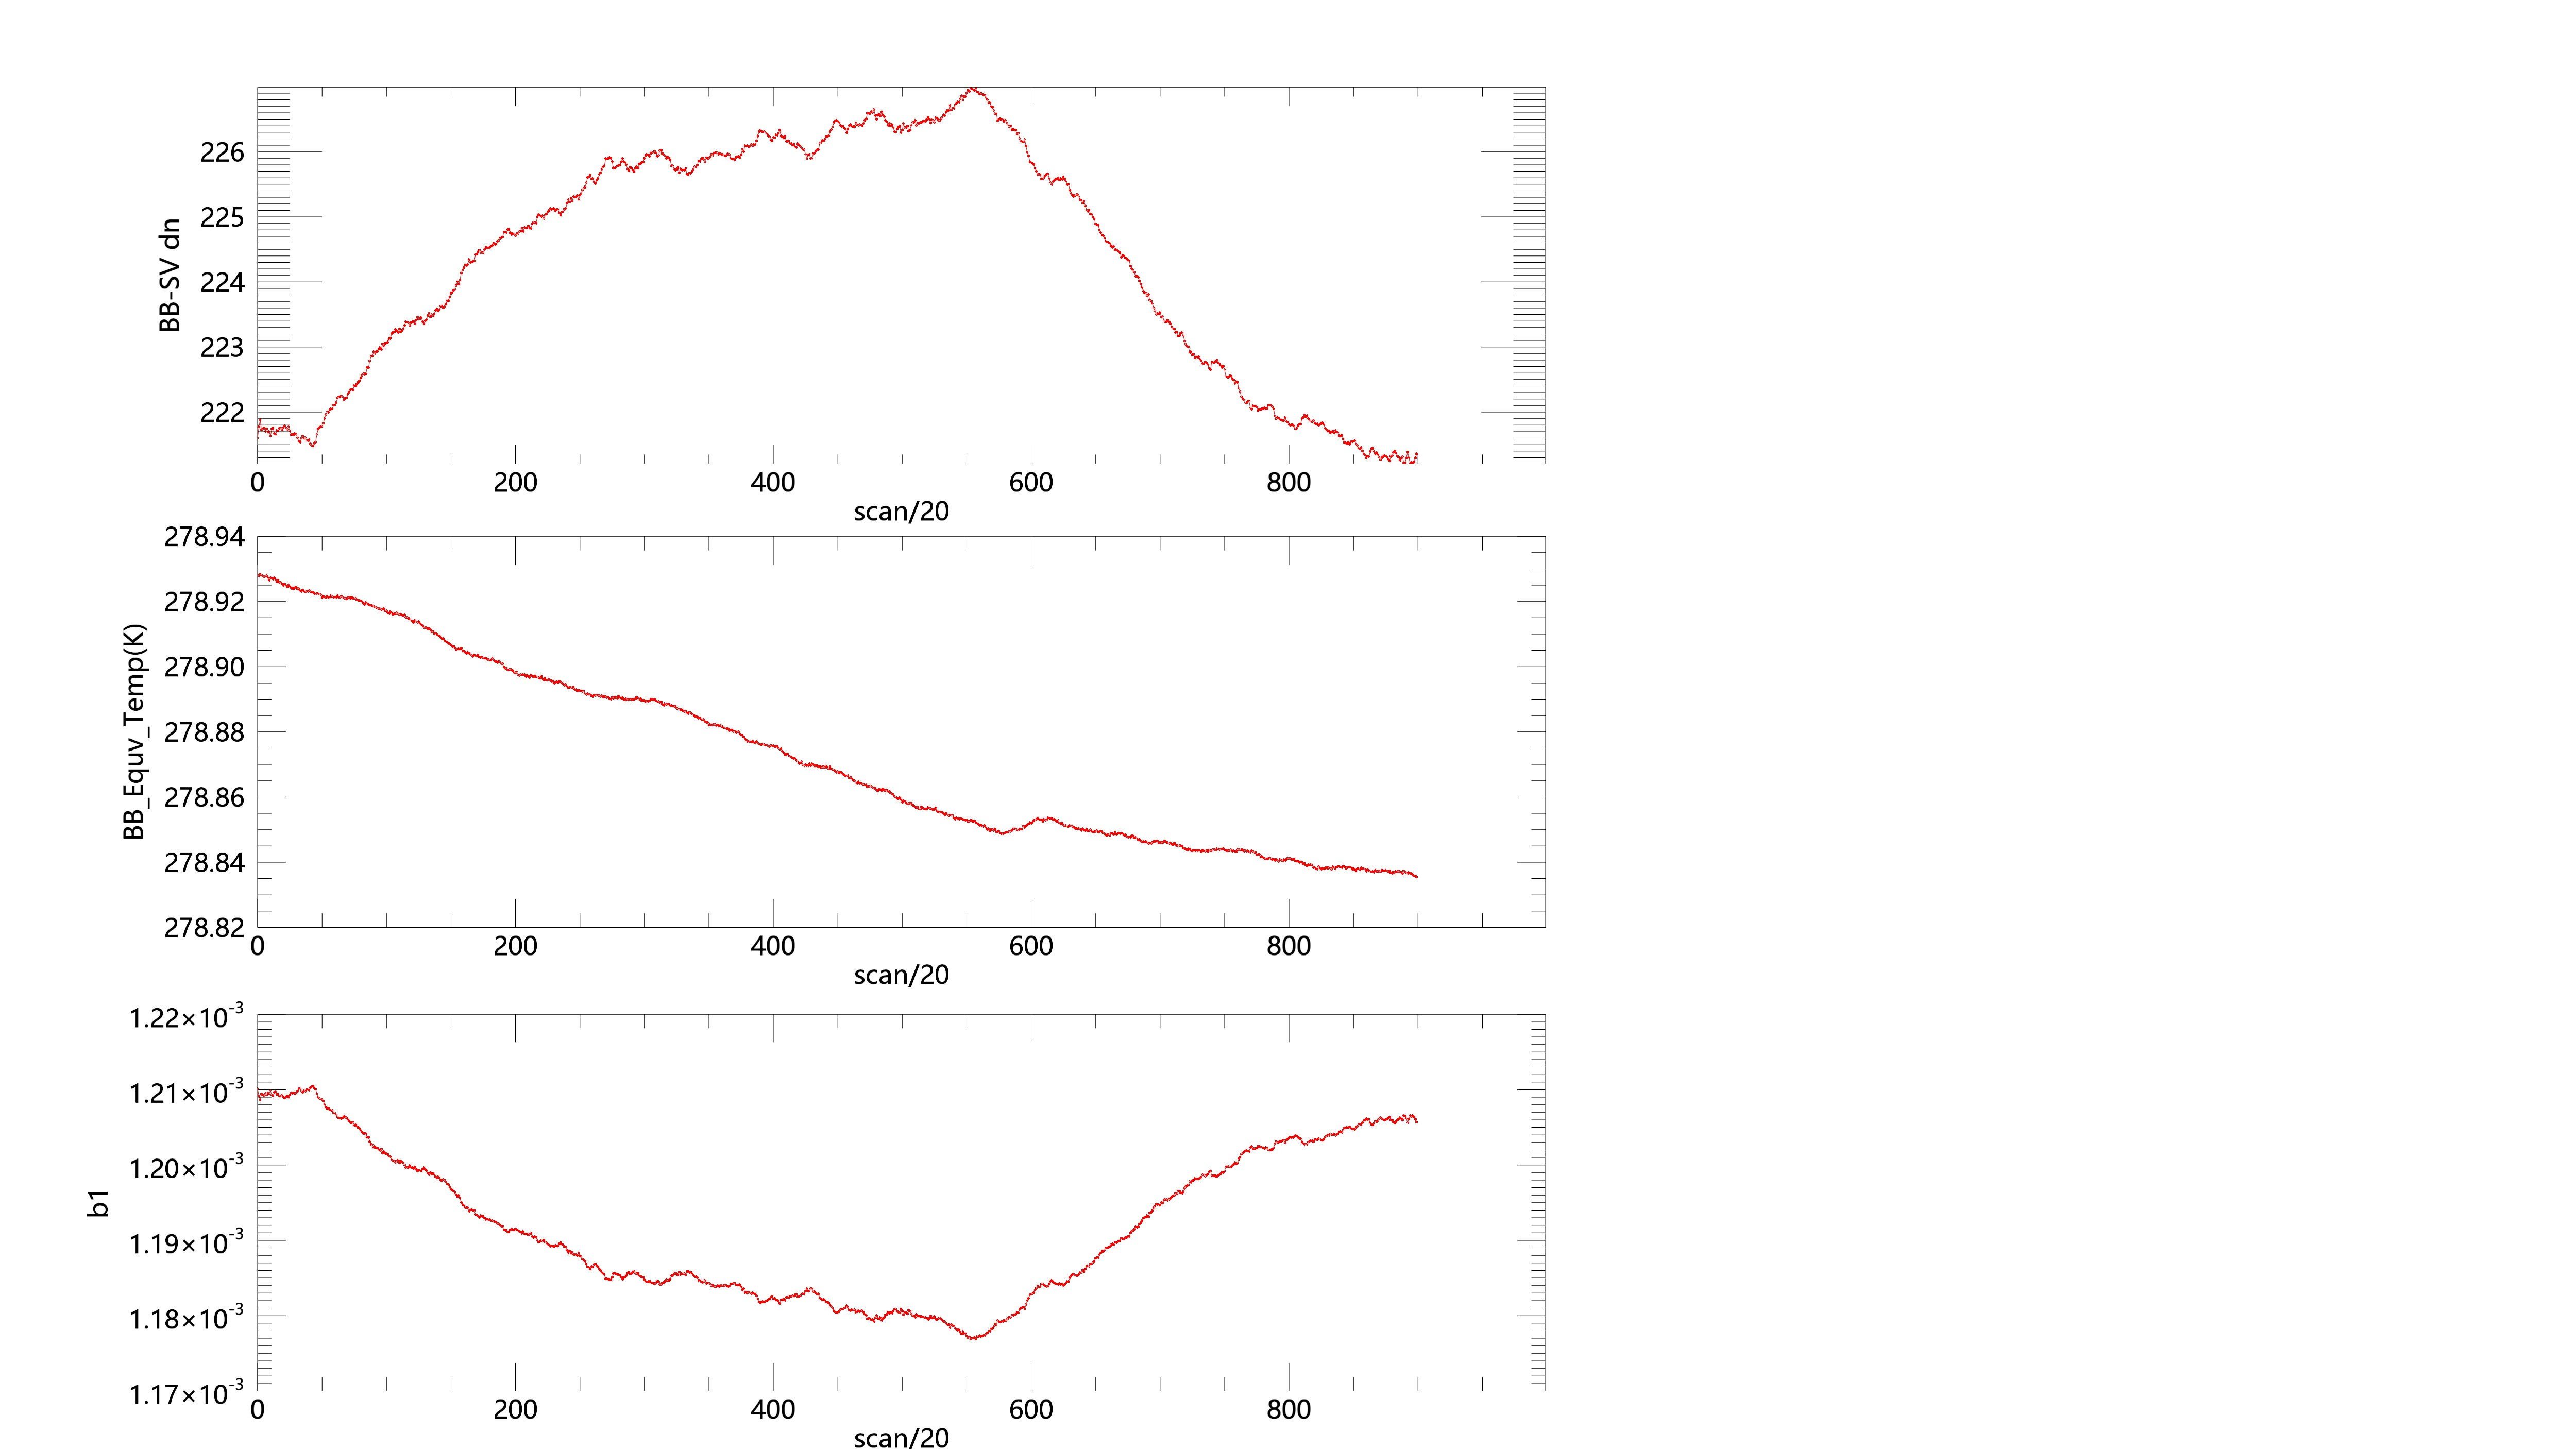 226
225
224
223
222
BB-SV dn
0 200 400 600 800
scan/20
278.94
278.92
278.90
278.88
278.86
278.84
278.82
BB_Equv_Temp(K)
0 200 400 600 800
scan/20
1.22×10⁻³
1.21×10⁻³
1.20×10⁻³
1.19×10⁻³
1.18×10⁻³
1.17×10⁻³
b1
0 200 400 600 800
scan/20